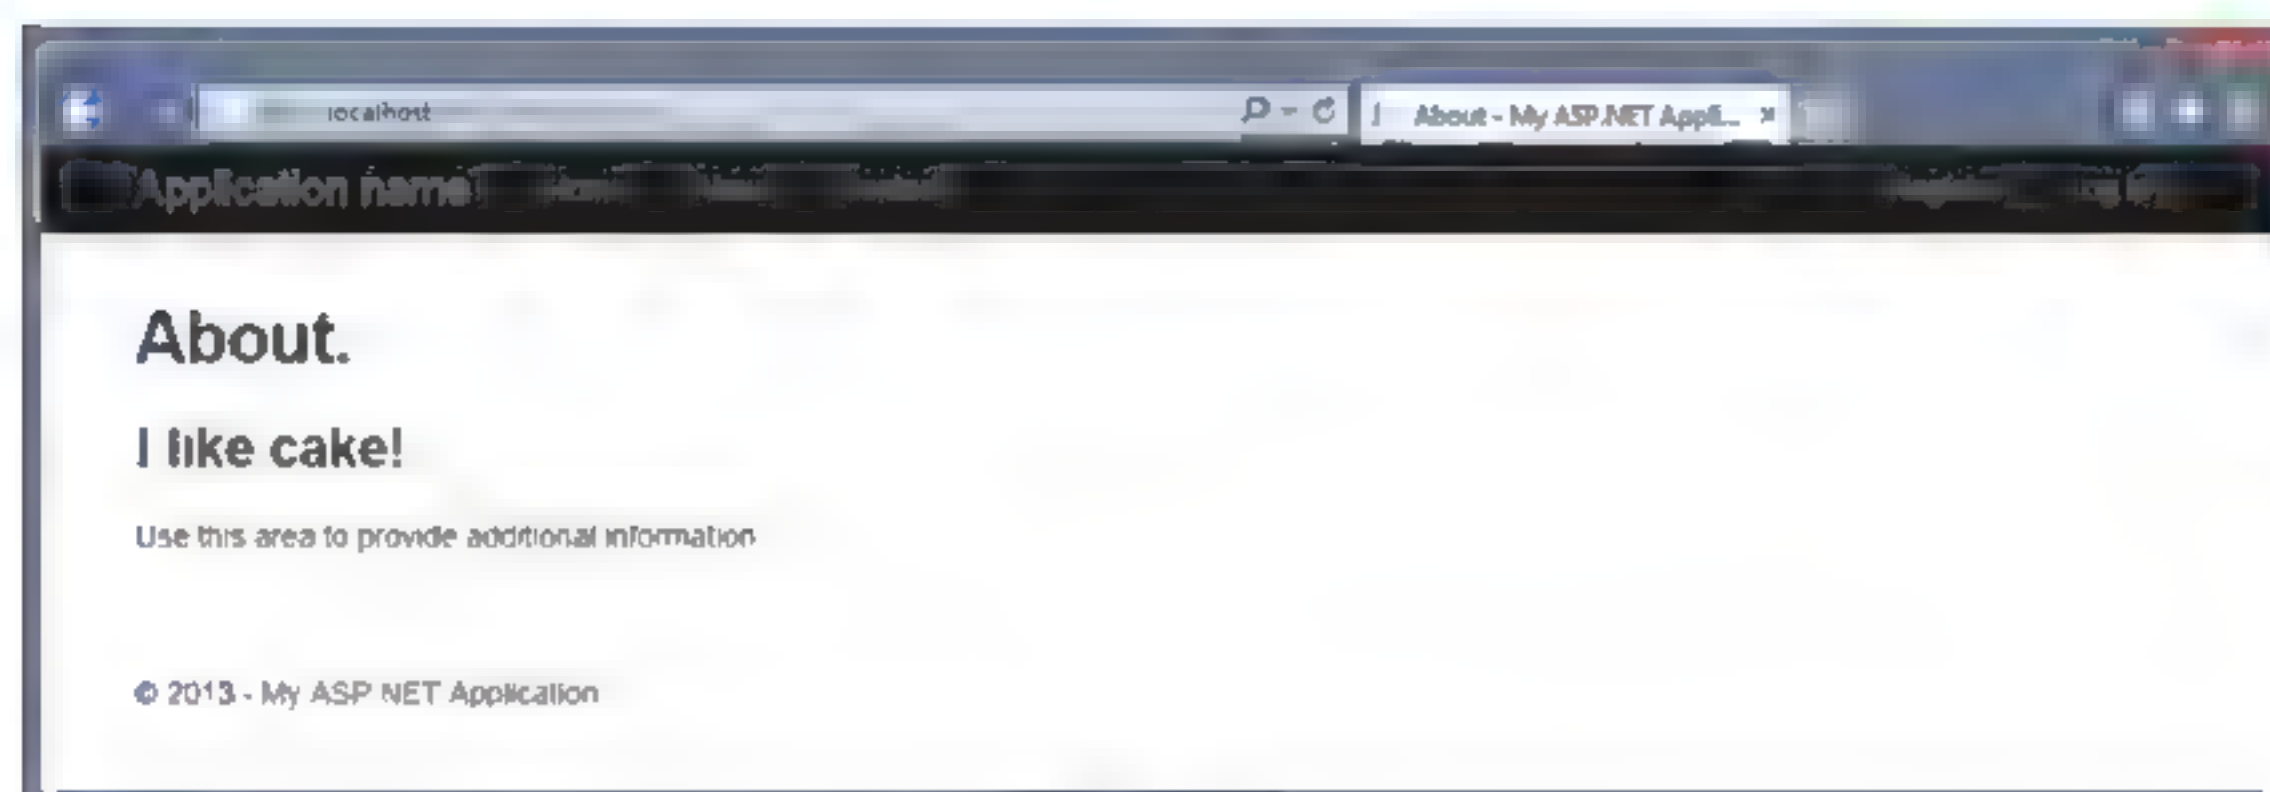 localhost
About - My ASP.NET Appli...
Application name
About.
I like cake!
Use this area to provide additional information
© 2013 - My ASP NET Application